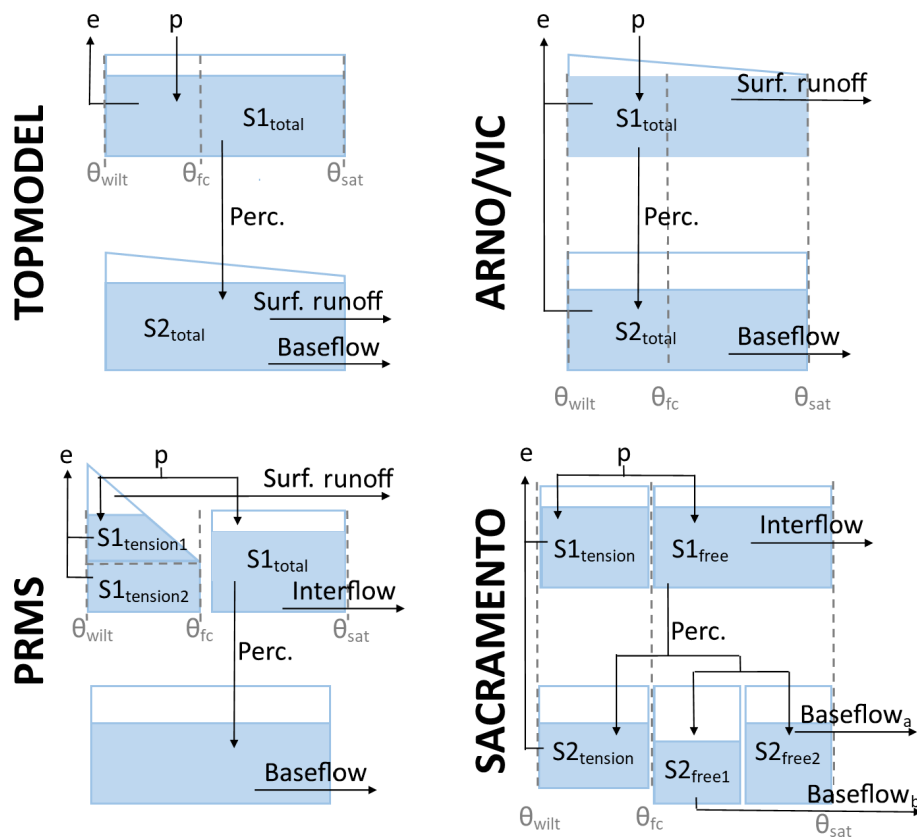 TOPMODEL
e
p
S1total
θwilt
θfc
θsat
Perc.
S2total
Surf. runoff
Baseflow
ARNO/VIC
e
p
S1total
Surf. runoff
Perc.
S2total
Baseflow
θwilt
θfc
θsat
PRMS
e
p
Surf. runoff
S1tension1
S1tension2
S1total
Interflow
θwilt
θfc
θsat
Perc.
Baseflow
SACRAMENTO
e
p
S1tension
S1free
Interflow
Perc.
S2tension
S2free1
S2free2
Baseflowa
Baseflowb
θwilt
θfc
θsat